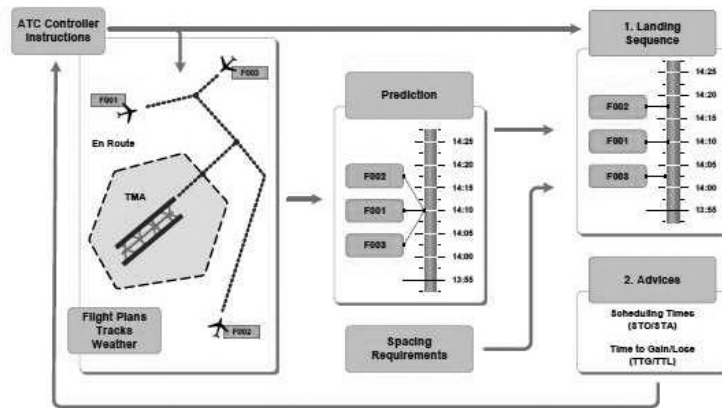 ATC Controller
Instructions
F003
F001
En Route
TMA
Flight Plans
Tracks
Weather
F002
Prediction
14:25
14:20
F002
14:15
F001
14:10
14:05
F003
14:00
13:55
Spacing
Requirements
1. Landing
Sequence
14:25
14:20
F002
14:15
F001
14:10
14:05
F003
14:00
13:55
2. Advices
Scheduling Times
(STO/STA)
Time to Gain/Lose
(TTG/TTL)